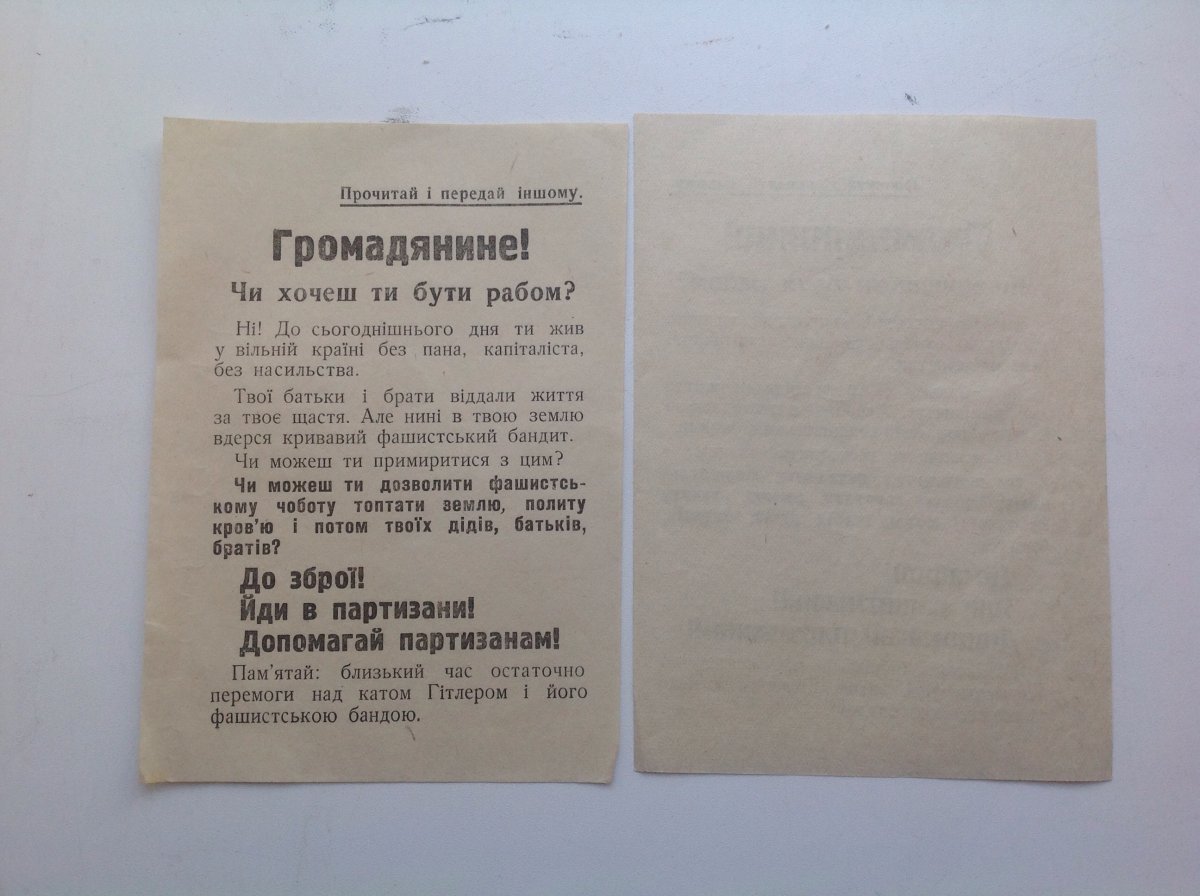 Прочитай і передай іншому.
Громадянине!
Чи хочеш ти бути рабом?
Ні! До сьогоднішнього дня ти жив
у вільній країні без пана, капіталіста,
без насильства.
Твої батьки і брати віддали життя
за твоє щастя. Але нині в твою землю
вдерся кривавий фашистський бандит.
Чи можеш ти примиритися з цим?
Чи можеш ти дозволити фашистсь-
кому чоботу топтати землю, политу
кров'ю і потом твоїх дідів, батьків,
братів?
До зброї!
Йди в партизани!
Допомагай партизанам!
Пам'ятай: близький час остаточно
перемоги над катом Гітлером і його
фашистською бандою.